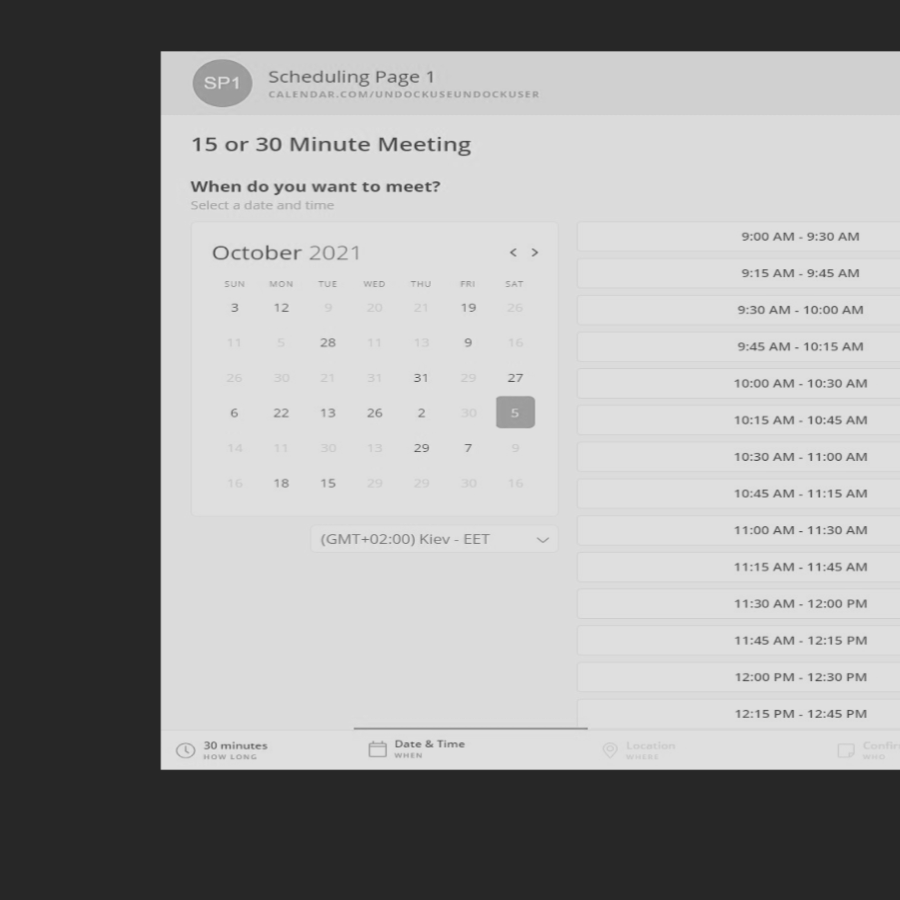 SP1
Scheduling Page 1
CALENDAR.COM/UNDOCKUSEUNDOCKUSER
15 or 30 Minute Meeting
When do you want to meet?
Select a date and time
October 2021 < >
SUN MON TUE WED THU FRI SAT
3 12 9 20 21 19 26
11 5 28 11 13 9 16
26 30 21 31 31 29 27
6 22 13 26 2 30 5
14 11 30 13 29 7 9
16 18 15 29 29 30 16
(GMT+02:00) Kiev - EET
9:00 AM - 9:30 AM
9:15 AM - 9:45 AM
9:30 AM - 10:00 AM
9:45 AM - 10:15 AM
10:00 AM - 10:30 AM
10:15 AM - 10:45 AM
10:30 AM - 11:00 AM
10:45 AM - 11:15 AM
11:00 AM - 11:30 AM
11:15 AM - 11:45 AM
11:30 AM - 12:00 PM
11:45 AM - 12:15 PM
12:00 PM - 12:30 PM
12:15 PM - 12:45 PM
30 minutes
HOW LONG
Date & Time
WHEN
Location
WHERE
WHO